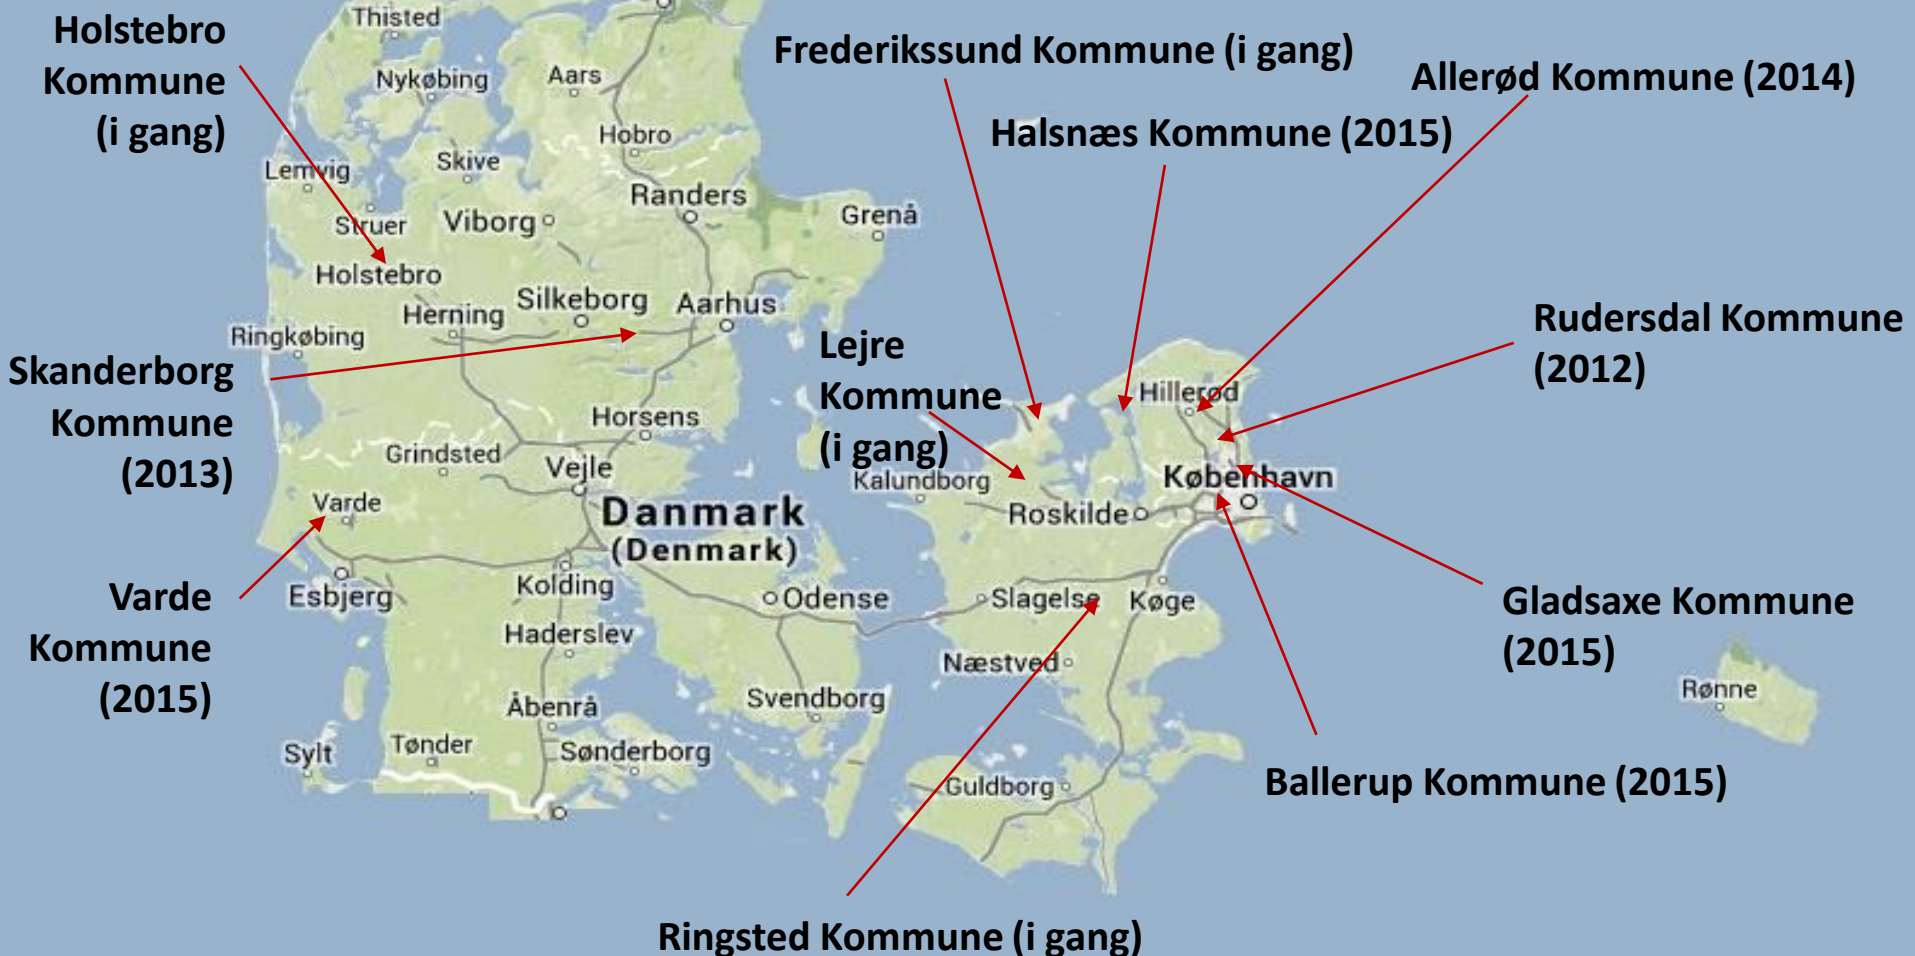 Holstebro
Kommune
(i gang)
Thisted
Nykøbing
Aars
Frederikssund Kommune (i gang)
Allerød Kommune (2014)
Halsnæs Kommune (2015)
Hobro
Lemvig
Skive
Randers
Struer
Viborg
Grenå
Holstebro
Herning
Silkeborg
Aarhus
Ringkøbing
Skanderborg
Kommune
(2013)
Lejre
Kommune
(i gang)
Rudersdal Kommune
(2012)
Hillerød
Horsens
Grindsted
Vejle
Kalundborg
København
Varde
Danmark
(Denmark)
Roskilde
Varde
Kommune
(2015)
Esbjerg
Kolding
Odense
Slagelse
Køge
Gladsaxe Kommune
(2015)
Haderslev
Næstved
Rønne
Åbenrå
Svendborg
Sylt
Tønder
Sønderborg
Guldborg
Ballerup Kommune (2015)
Ringsted Kommune (i gang)